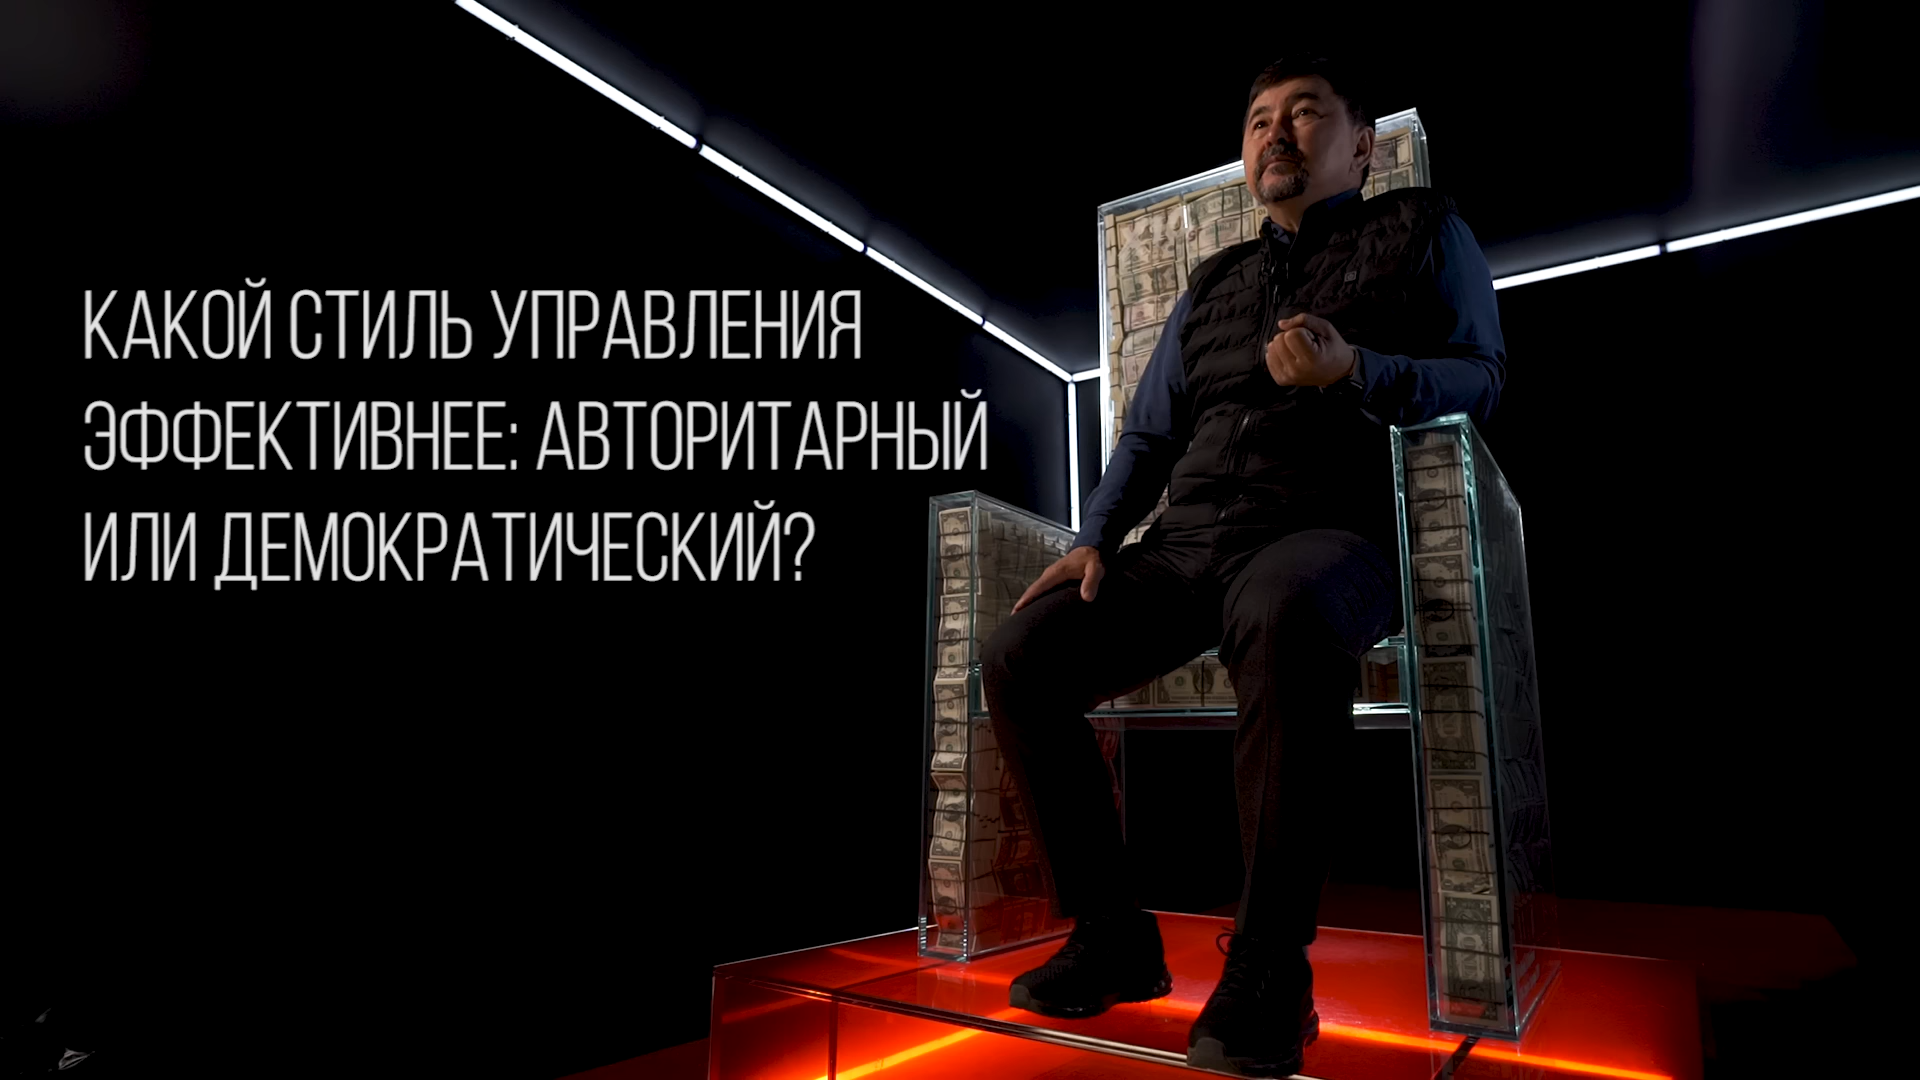 КАКОЙ СТИЛЬ УПРАВЛЕНИЯ
ЭФФЕКТИВНЕЕ: АВТОРИТАРНЫЙ
ИЛИ ДЕМОКРАТИЧЕСКИЙ?